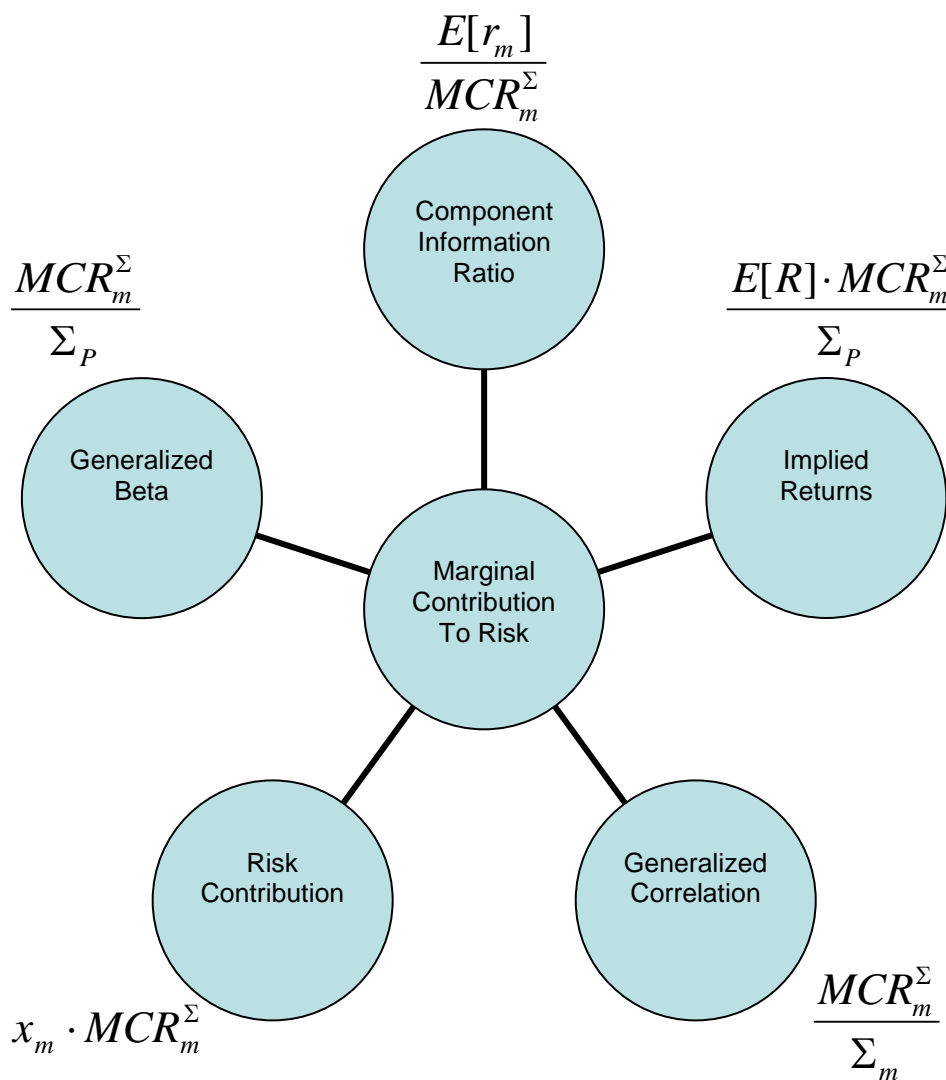 E[r_m]
MCR_m^Σ
Component
Information
Ratio
MCR_m^Σ
Σ_P
E[R] · MCR_m^Σ
Σ_P
Generalized
Beta
Implied
Returns
Marginal
Contribution
To Risk
Risk
Contribution
Generalized
Correlation
x_m · MCR_m^Σ
MCR_m^Σ
Σ_m